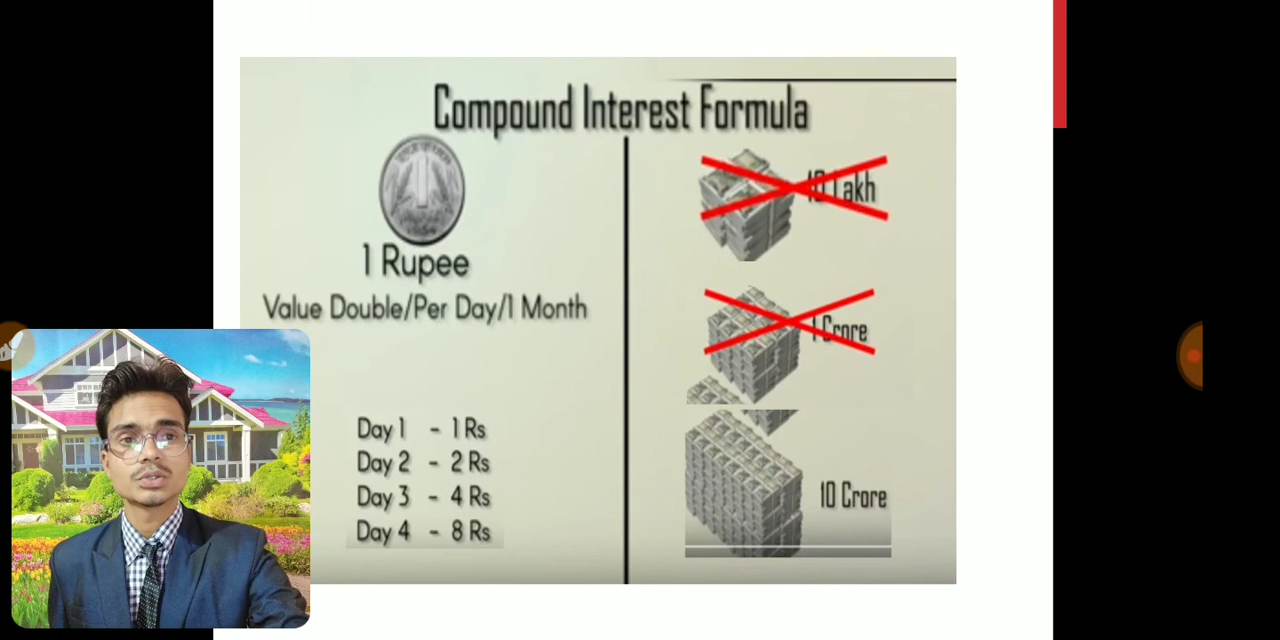 Compound Interest Formula
1 Rupee
Value Double/Per Day/1 Month
Day 1 - 1 Rs
Day 2 - 2 Rs
Day 3 - 4 Rs
Day 4 - 8 Rs
10 Lakh
1 Crore
10 Crore